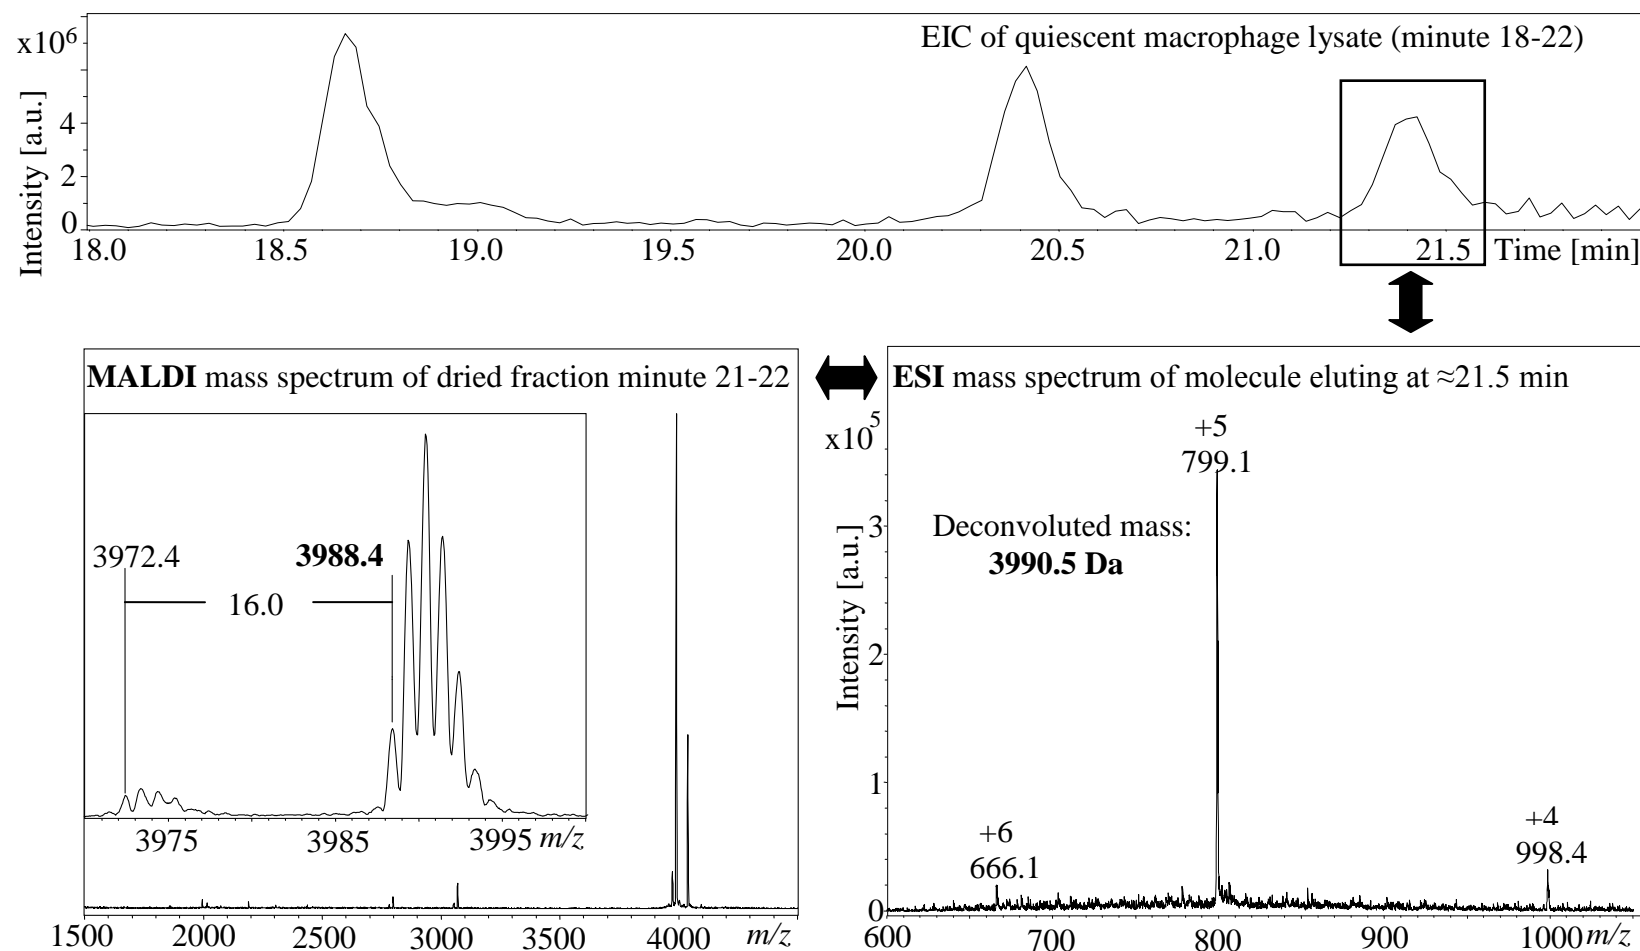 x10⁶
EIC of quiescent macrophage lysate (minute 18-22)
Intensity [a.u.]
4
2
0
18.0 18.5 19.0 19.5 20.0 20.5 21.0 21.5 Time [min]
MALDI mass spectrum of dried fraction minute 21-22
3972.4 3988.4
16.0
3975 3985 3995 m/z
1500 2000 2500 3000 3500 4000 m/z
ESI mass spectrum of molecule eluting at ≈21.5 min
x10⁵
+5
799.1
Deconvoluted mass:
3990.5 Da
Intensity [a.u.]
3
2
1
0
+6
666.1
+4
998.4
600 700 800 900 1000 m/z